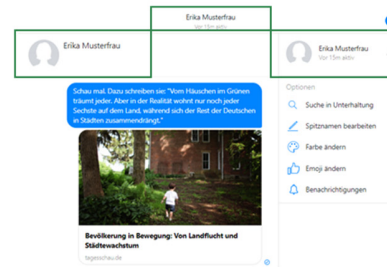 Erika Musterfrau
Vor 15m aktiv
Erika Musterfrau
Erika Musterfrau
Vor 15m aktiv
Schau mal. Dazu schreiben sie: "Vom Häuschen im Grünen
träumt jeder. Aber in der Realität wohnt nur noch jeder
Sechste auf dem Land, während sich der Rest der Deutschen
in Städten zusammendrängt."
Bevölkerung in Bewegung: Von Landflucht und
Städtewachstum
tagesschau.de
Optionen
Suche in Unterhaltung
Spitznamen bearbeiten
Farbe ändern
Emoji ändern
Benachrichtigungen